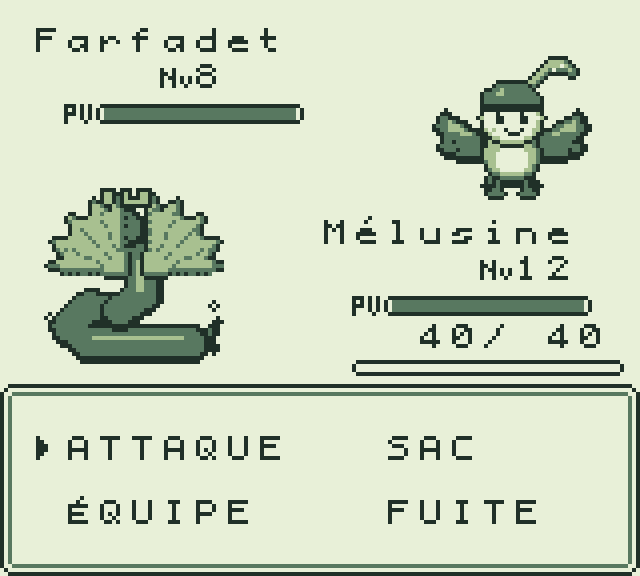 Farfadet
Nv8
PV
Mélusine
Nv12
PV
40/ 40
ATTAQUE SAC
ÉQUIPE FUITE